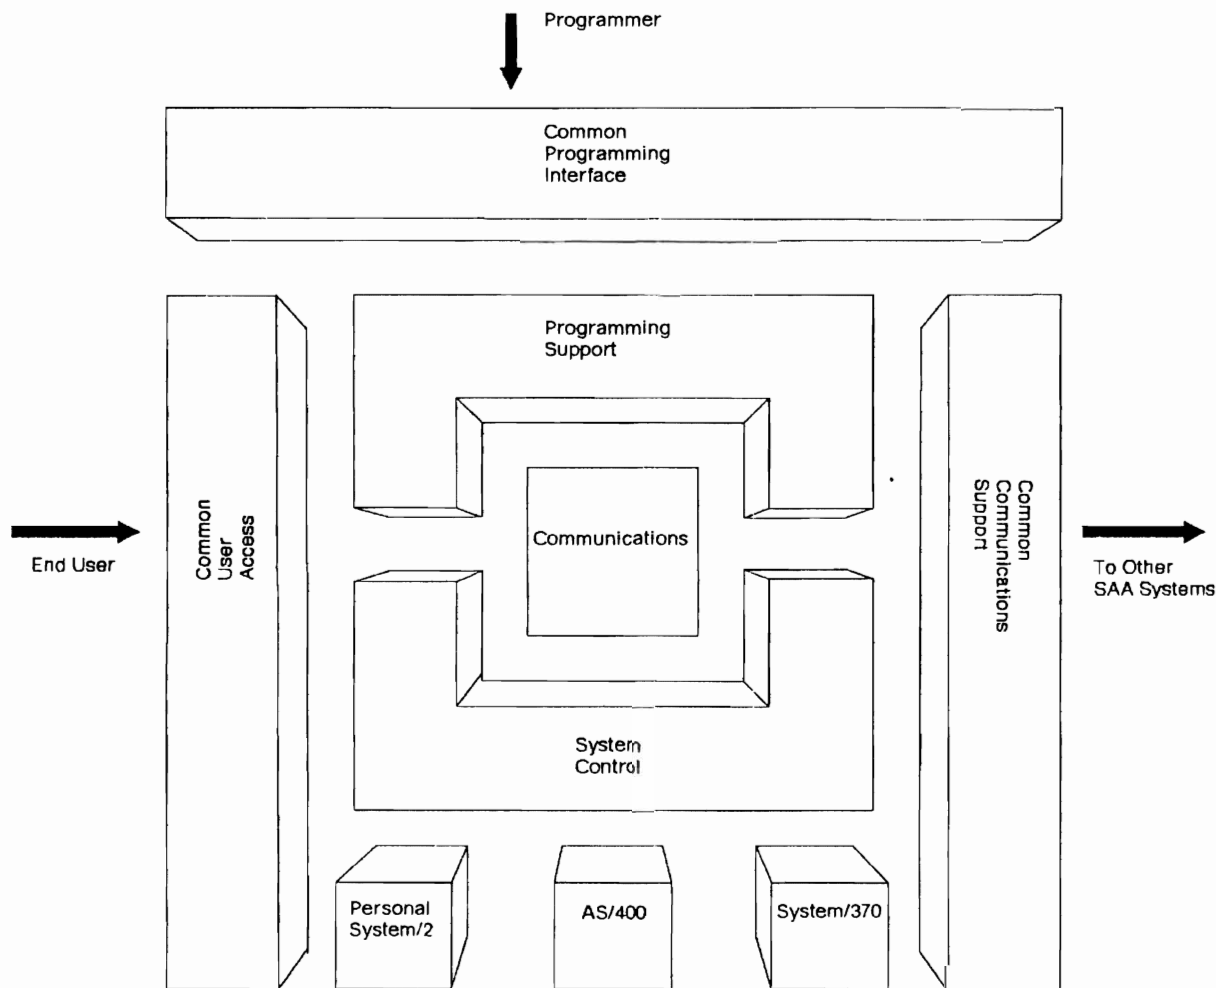 Programmer
Common
Programming
Interface
Programming
Support
Communications
Common
User
Access
End User
Common
Communications
Support
To Other
SAA Systems
System
Control
Personal
System/2
AS/400
System/370